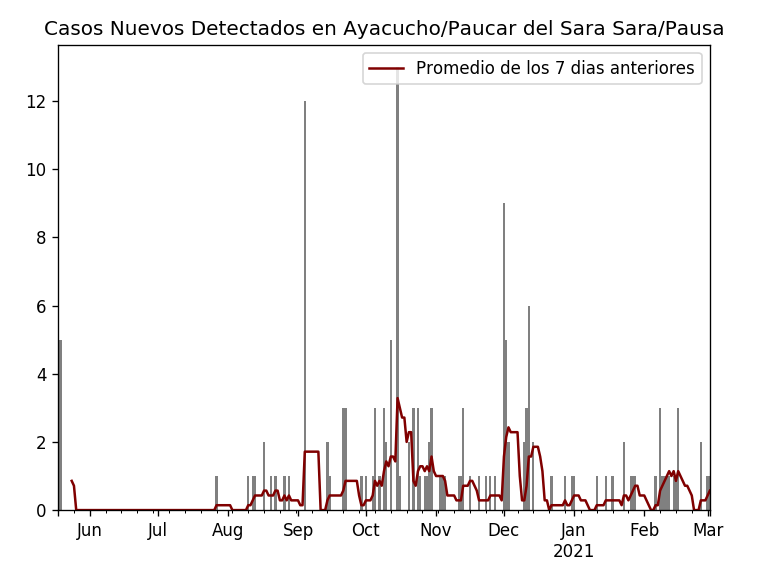 Casos Nuevos Detectados en Ayacucho/Paucar del Sara Sara/Pausa
Promedio de los 7 dias anteriores
12
10
8
6
4
2
0
Jun Jul Aug Sep Oct Nov Dec Jan Feb Mar
2021